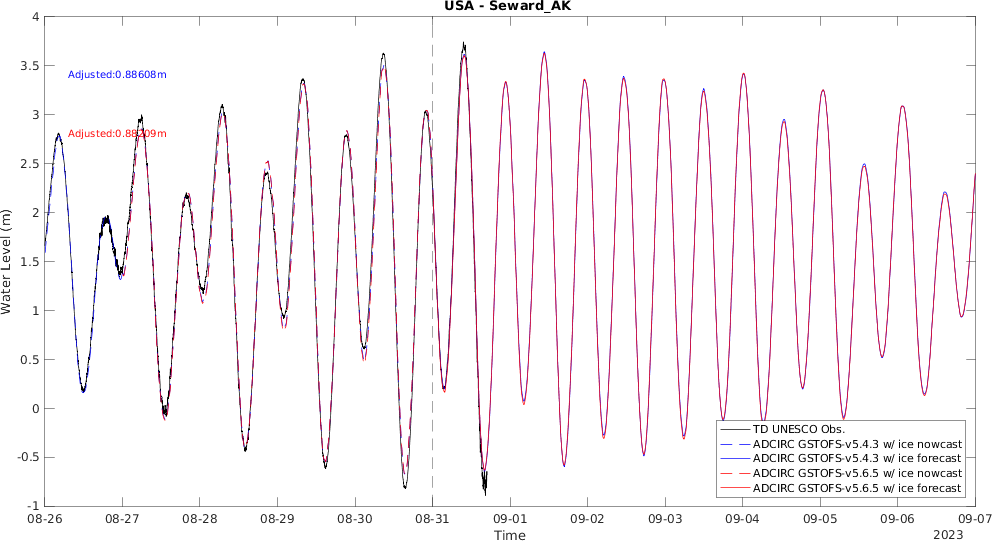 USA - Seward_AK
4
3.5
3
2.5
2
1.5
1
0.5
0
-0.5
-1
Water Level (m)
Adjusted:0.88608m
Adjusted:0.88209m
TD UNESCO Obs.
ADCIRC GSTOFS-v5.4.3 w/ ice nowcast
ADCIRC GSTOFS-v5.4.3 w/ ice forecast
ADCIRC GSTOFS-v5.6.5 w/ ice nowcast
ADCIRC GSTOFS-v5.6.5 w/ ice forecast
08-26 08-27 08-28 08-29 08-30 08-31 09-01 09-02 09-03 09-04 09-05 09-06 09-07
Time
2023